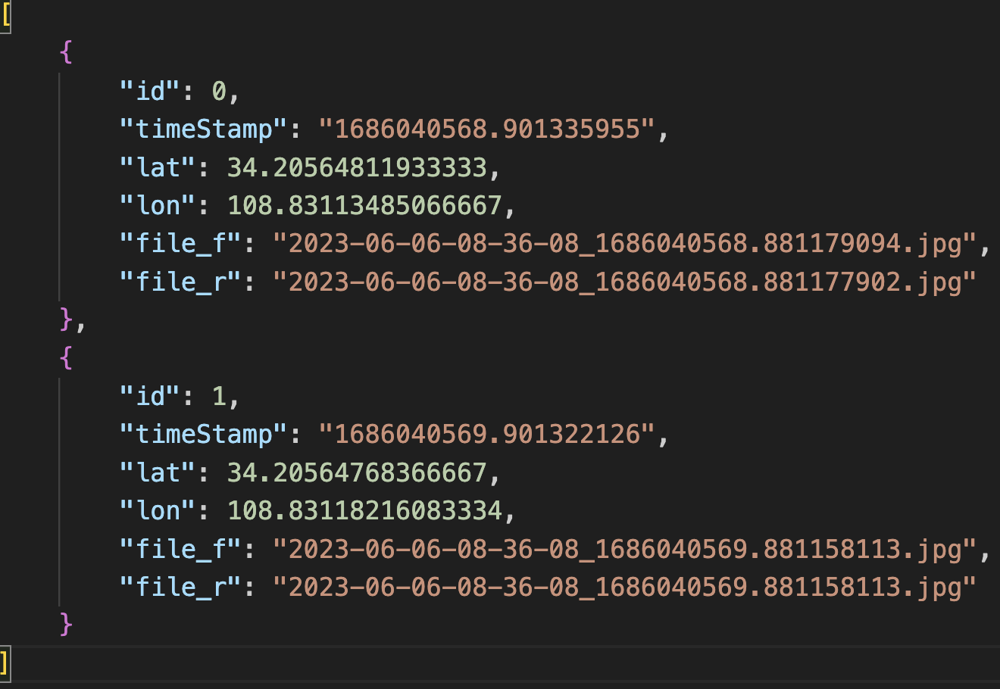 [
{
"id": 0,
"timeStamp": "1686040568.901335955",
"lat": 34.20564811933333,
"lon": 108.83113485066667,
"file_f": "2023-06-06-08-36-08_1686040568.881179094.jpg",
"file_r": "2023-06-06-08-36-08_1686040568.881177902.jpg"
},
{
"id": 1,
"timeStamp": "1686040569.901322126",
"lat": 34.20564768366667,
"lon": 108.83118216083334,
"file_f": "2023-06-06-08-36-08_1686040569.881158113.jpg",
"file_r": "2023-06-06-08-36-08_1686040569.881158113.jpg"
}
]